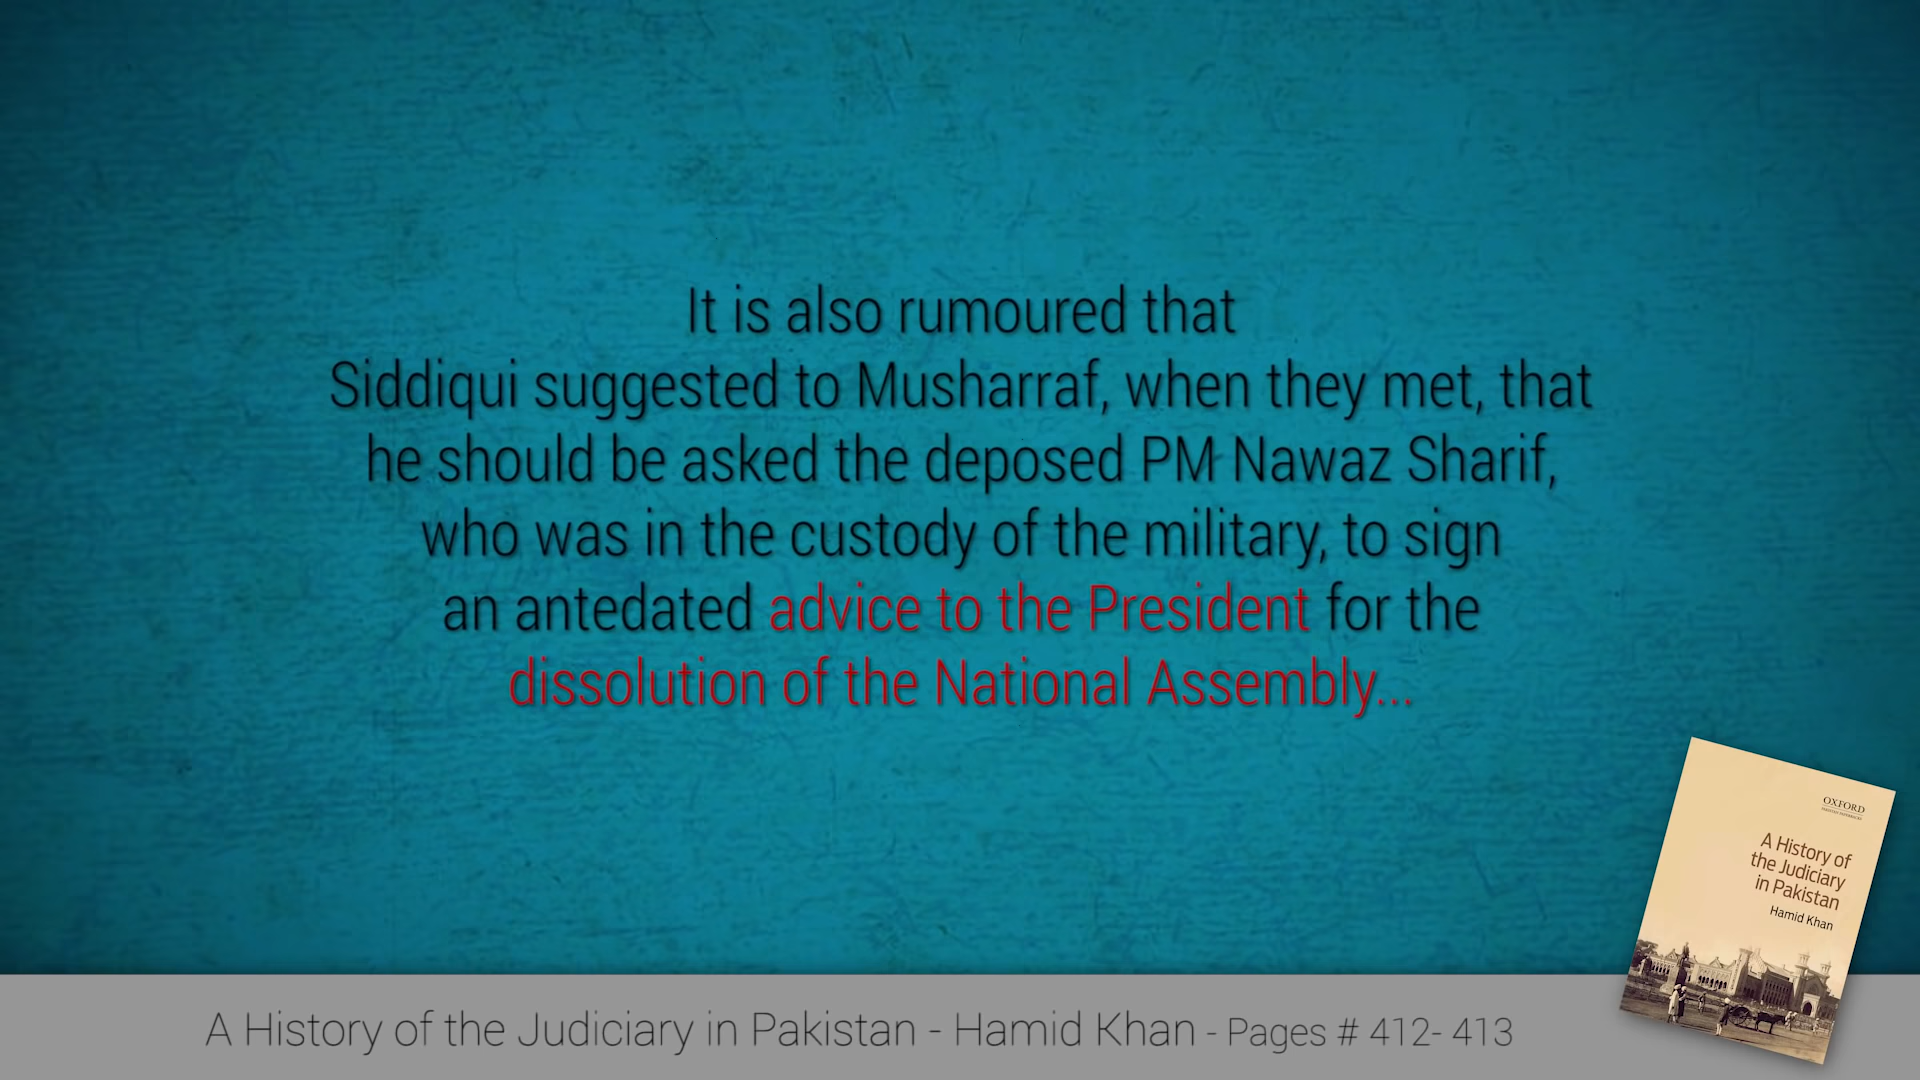 It is also rumoured that
Siddiqui suggested to Musharraf, when they met, that
he should be asked the deposed PM Nawaz Sharif,
who was in the custody of the military, to sign
an antedated advice to the President for the
dissolution of the National Assembly...
OXFORD
A History of
the Judiciary
in Pakistan
Hamid Khan
A History of the Judiciary in Pakistan - Hamid Khan - Pages # 412- 413